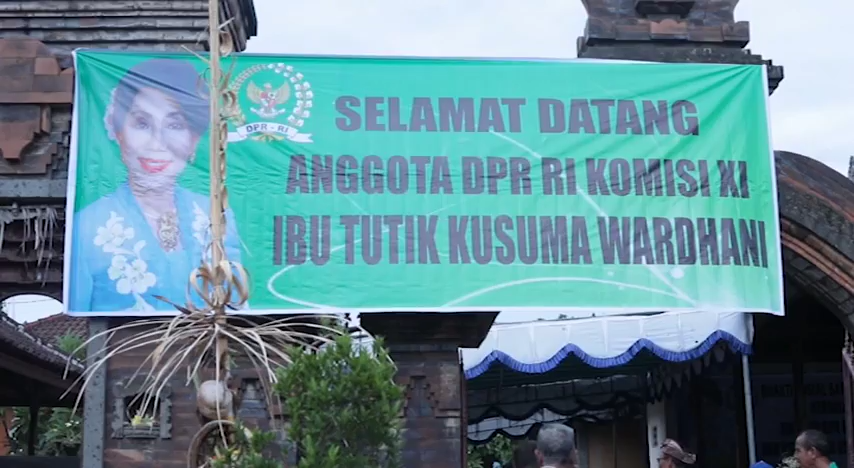 DPR - RI
SELAMAT DATANG
ANGGOTA DPR RI KOMISI XI
IBU TUTIK KUSUMA WARDHANI